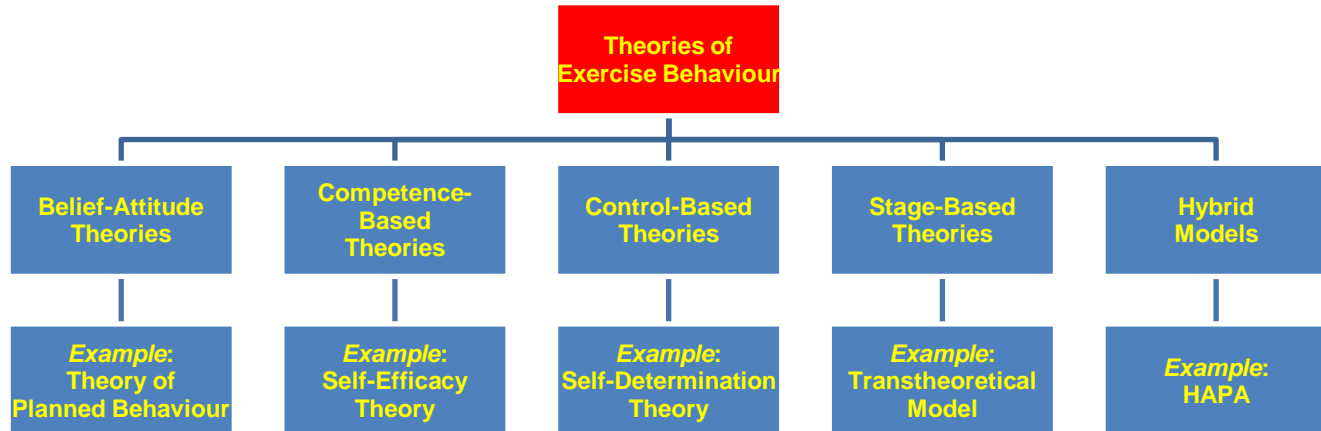 Theories of
Exercise Behaviour
Belief-Attitude
Theories
Competence-
Based
Theories
Control-Based
Theories
Stage-Based
Theories
Hybrid
Models
Example:
Theory of
Planned Behaviour
Example:
Self-Efficacy
Theory
Example:
Self-Determination
Theory
Example:
Transtheoretical
Model
Example:
HAPA